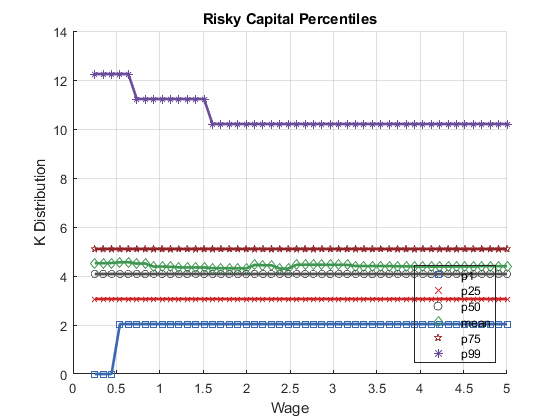 Risky Capital Percentiles
14
12
10
8
6
4
2
0
K Distribution
0 0.5 1 1.5 2 2.5 3 3.5 4 4.5 5
Wage
p1
p25
p50
mean
p75
p99